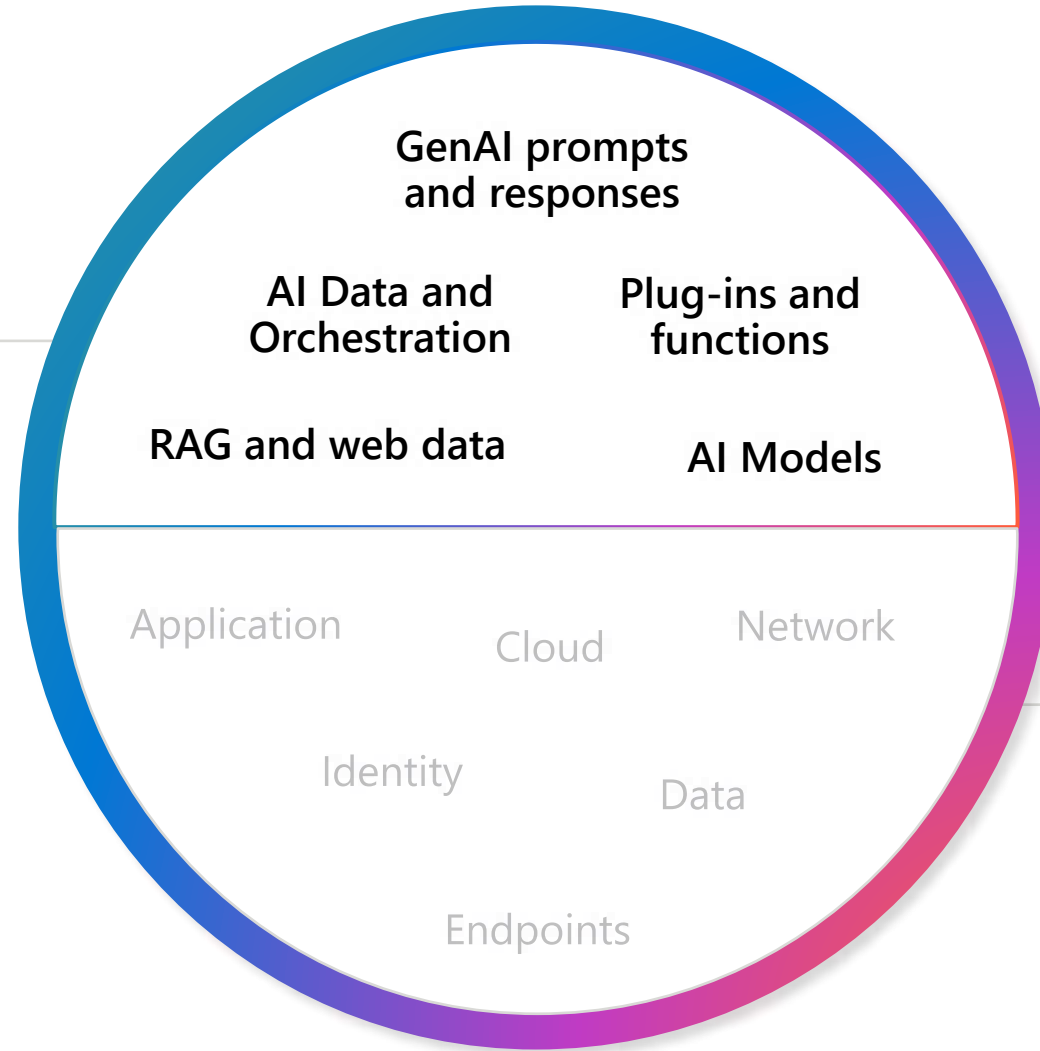 GenAI prompts
and responses
AI Data and
Orchestration
Plug-ins and
functions
RAG and web data
AI Models
Application
Cloud
Network
Identity
Data
Endpoints